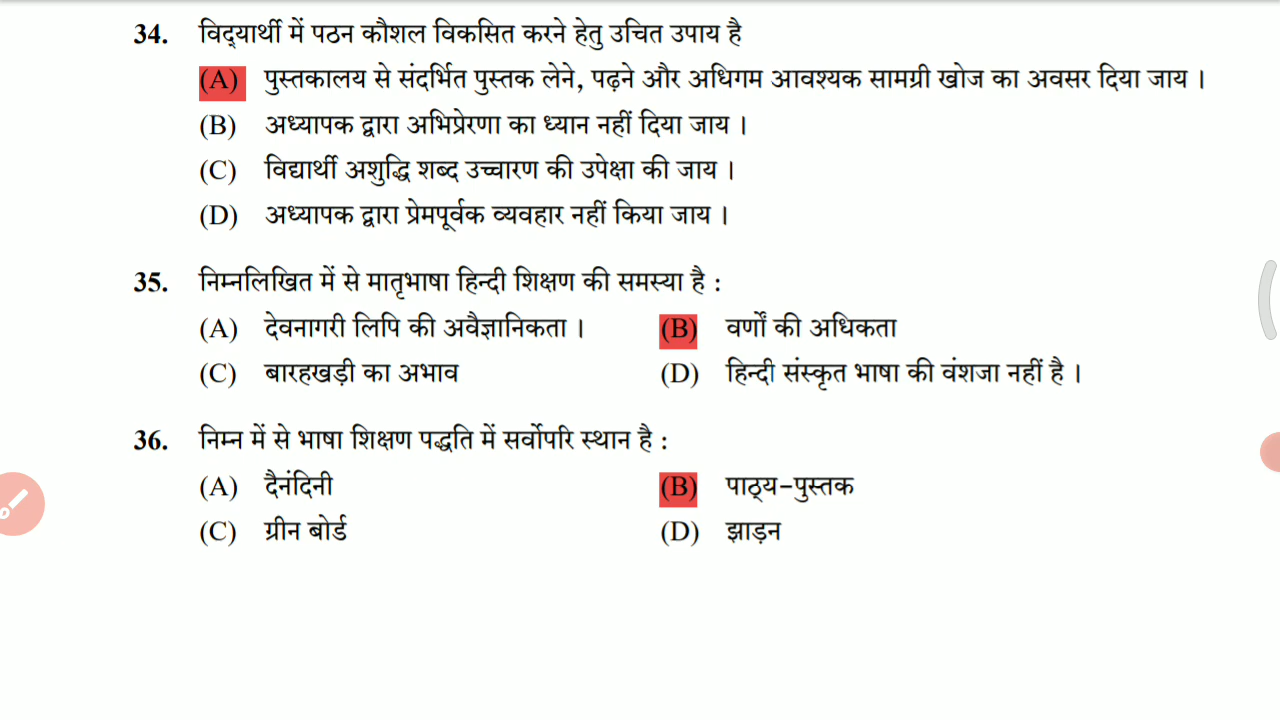 34. विद्यार्थी में पठन कौशल विकसित करने हेतु उचित उपाय है
(A) पुस्तकालय से संदर्भित पुस्तक लेने, पढ़ने और अधिगम आवश्यक सामग्री खोज का अवसर दिया जाय ।
(B) अध्यापक द्वारा अभिप्रेरणा का ध्यान नहीं दिया जाय ।
(C) विद्यार्थी अशुद्धि शब्द उच्चारण की उपेक्षा की जाय ।
(D) अध्यापक द्वारा प्रेमपूर्वक व्यवहार नहीं किया जाय ।
35. निम्नलिखित में से मातृभाषा हिन्दी शिक्षण की समस्या है :
(A) देवनागरी लिपि की अवैज्ञानिकता । (B) वर्णों की अधिकता
(C) बारहखड़ी का अभाव (D) हिन्दी संस्कृत भाषा की वंशजा नहीं है ।
36. निम्न में से भाषा शिक्षण पद्धति में सर्वोपरि स्थान है :
(A) दैनंदिनी (B) पाठ्य-पुस्तक
(C) ग्रीन बोर्ड (D) झाड़न